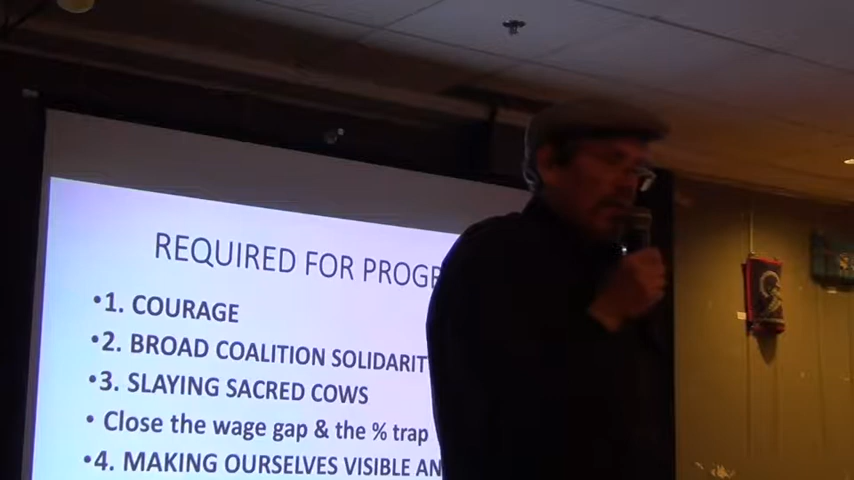 REQUIRED FOR PROGRE
•1. COURAGE
•2. BROAD COALITION SOLIDARIT
•3. SLAYING SACRED COWS
•Close the wage gap & the % trap
•4. MAKING OURSELVES VISIBLE AN